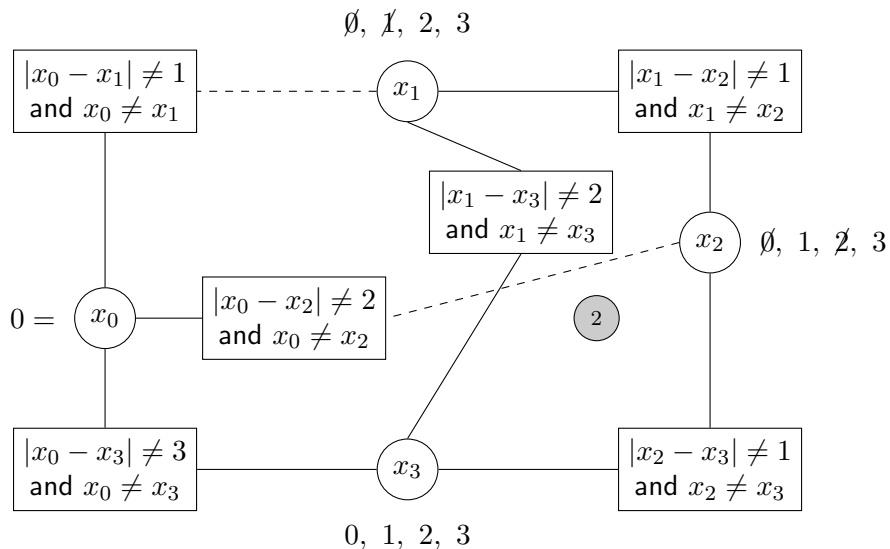 0̸, 1̸, 2, 3
|x₀ − x₁| ≠ 1
and x₀ ≠ x₁
x₁
|x₁ − x₂| ≠ 1
and x₁ ≠ x₂
|x₁ − x₃| ≠ 2
and x₁ ≠ x₃
x₂
0̸, 1, 2̸, 3
0 =
x₀
|x₀ − x₂| ≠ 2
and x₀ ≠ x₂
2
|x₀ − x₃| ≠ 3
and x₀ ≠ x₃
x₃
|x₂ − x₃| ≠ 1
and x₂ ≠ x₃
0, 1, 2, 3